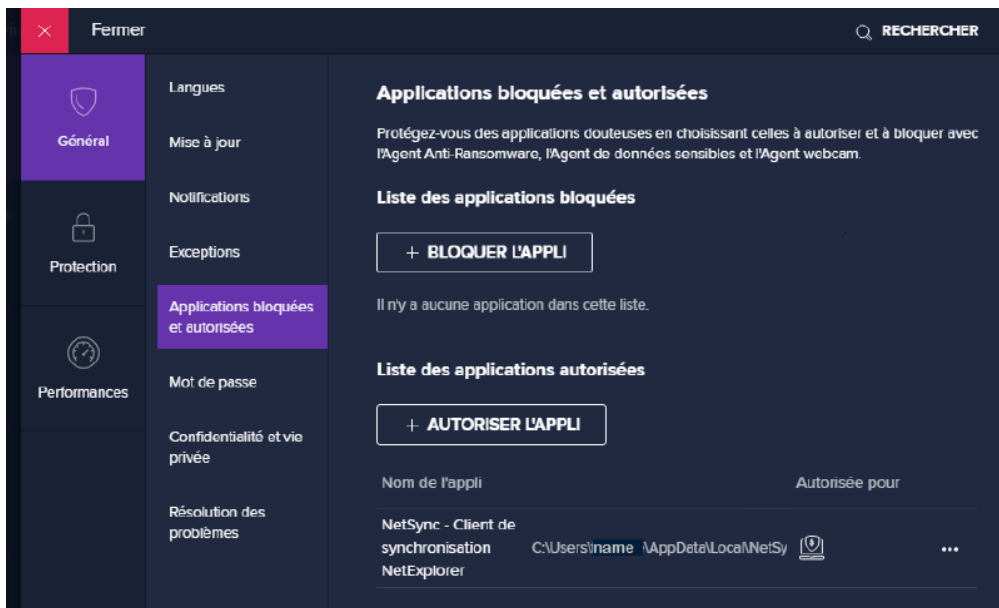 Fermer
RECHERCHER
Général
Protection
Performances
Langues
Mise à jour
Notifications
Exceptions
Applications bloquées
et autorisées
Mot de passe
Confidentialité et vie
privée
Résolution des
problèmes
Applications bloquées et autorisées
Protégez-vous des applications douteuses en choisissant celles à autoriser et à bloquer avec
l'Agent Anti-Ransomware, l'Agent de données sensibles et l'Agent webcam.
Liste des applications bloquées
+ BLOQUER L'APPLI
Il n'y a aucune application dans cette liste.
Liste des applications autorisées
+ AUTORISER L'APPLI
Nom de l'appli Autorisée pour
NetSync - Client de
synchronisation C:\Users\name \AppData\Local\NetSy
NetExplorer